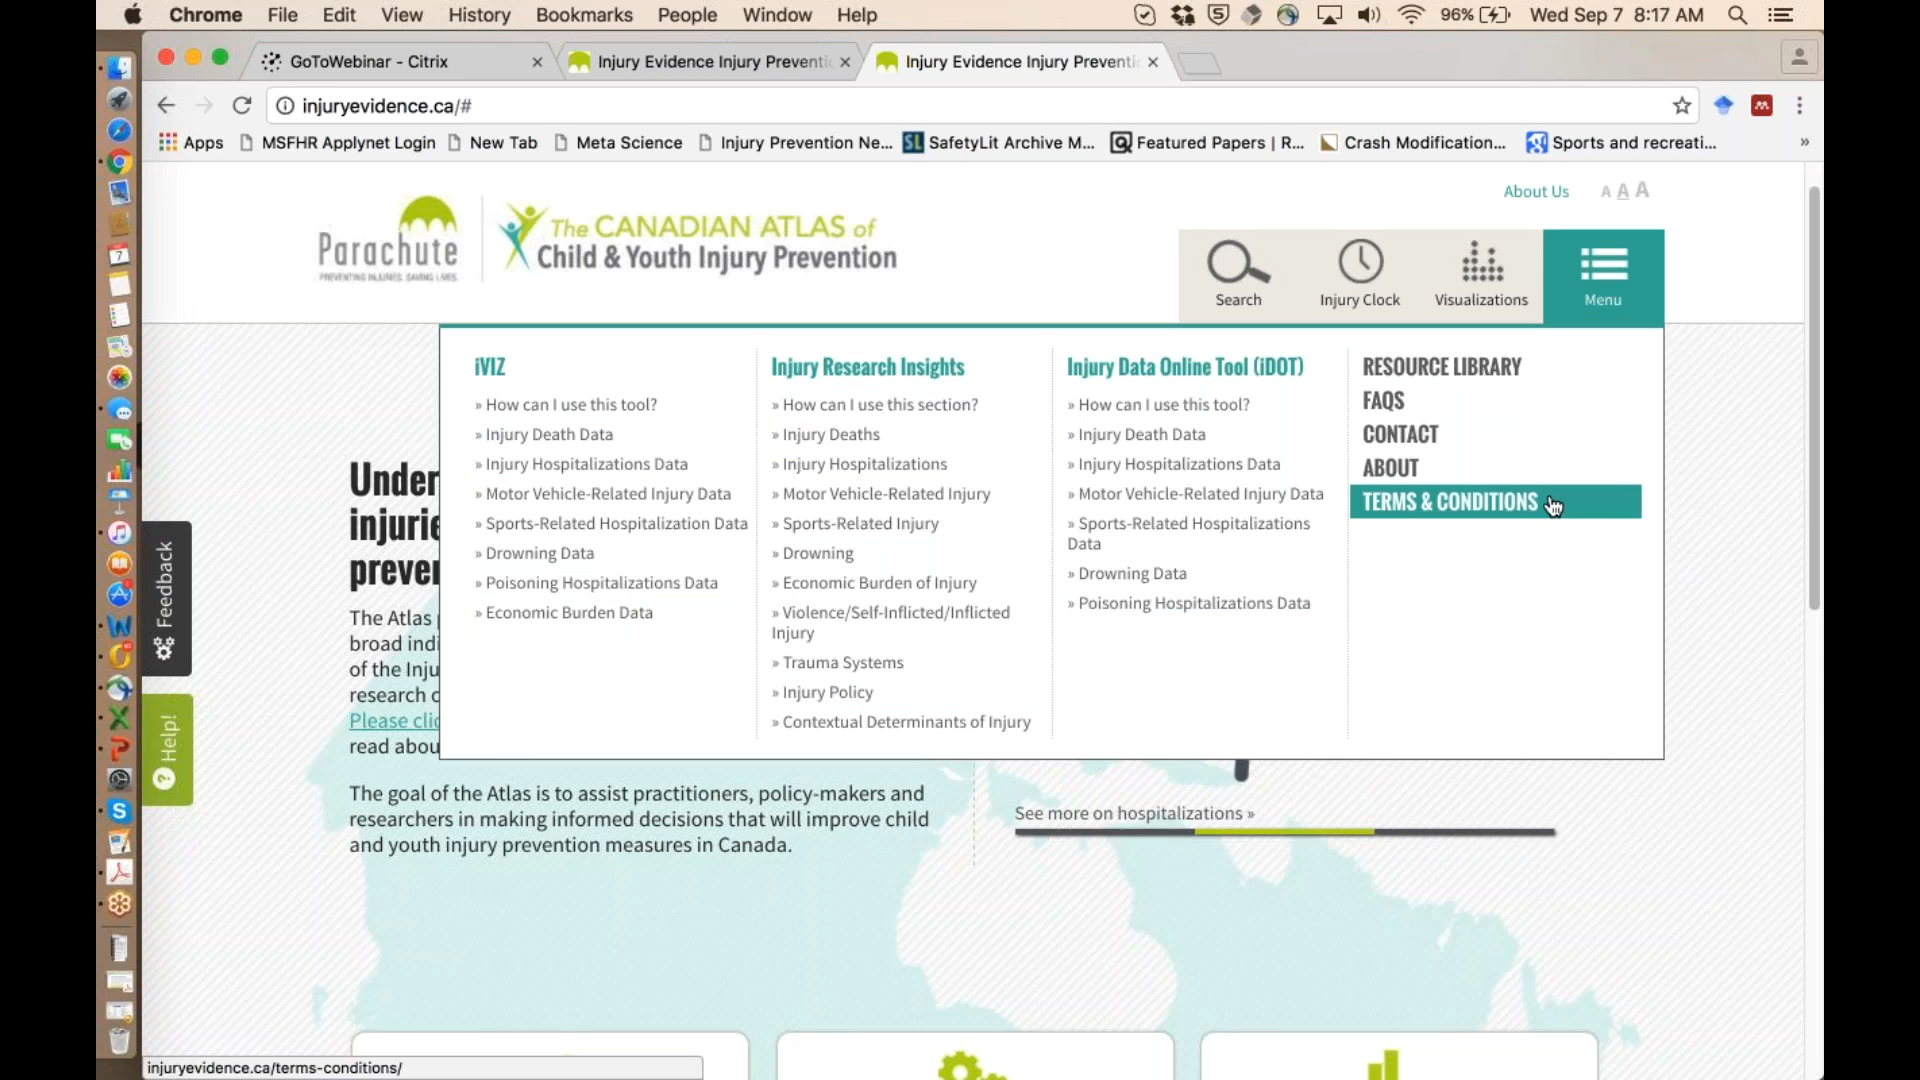 Chrome File Edit View History Bookmarks People Window Help 96% Wed Sep 7 8:17 AM
GoToWebinar - Citrix
Injury Evidence Injury Preventi
Injury Evidence Injury Preventi
injuryevidence.ca/#
Apps MSFHR Applynet Login New Tab Meta Science Injury Prevention Ne... SafetyLit Archive M... Featured Papers | R... Crash Modification... Sports and recreati... »
About Us A A A
Parachute
PREVENTING INJURIES. SAVING LIVES.
The CANADIAN ATLAS of
Child & Youth Injury Prevention
Search
Injury Clock
Visualizations
Menu
iVIZ
» How can I use this tool?
» Injury Death Data
» Injury Hospitalizations Data
» Motor Vehicle-Related Injury Data
» Sports-Related Hospitalization Data
» Drowning Data
» Poisoning Hospitalizations Data
» Economic Burden Data
Injury Research Insights
» How can I use this section?
» Injury Deaths
» Injury Hospitalizations
» Motor Vehicle-Related Injury
» Sports-Related Injury
» Drowning
» Economic Burden of Injury
» Violence/Self-Inflicted/Inflicted
Injury
» Trauma Systems
» Injury Policy
» Contextual Determinants of Injury
Injury Data Online Tool (iDOT)
» How can I use this tool?
» Injury Death Data
» Injury Hospitalizations Data
» Motor Vehicle-Related Injury Data
» Sports-Related Hospitalizations
Data
» Drowning Data
» Poisoning Hospitalizations Data
RESOURCE LIBRARY
FAQS
CONTACT
ABOUT
TERMS & CONDITIONS
Feedback
Help!
Under
injurie
preven
The Atlas
broad indi
of the Inju
research
Please clic
read abou
The goal of the Atlas is to assist practitioners, policy-makers and
researchers in making informed decisions that will improve child
and youth injury prevention measures in Canada.
See more on hospitalizations »
injuryevidence.ca/terms-conditions/